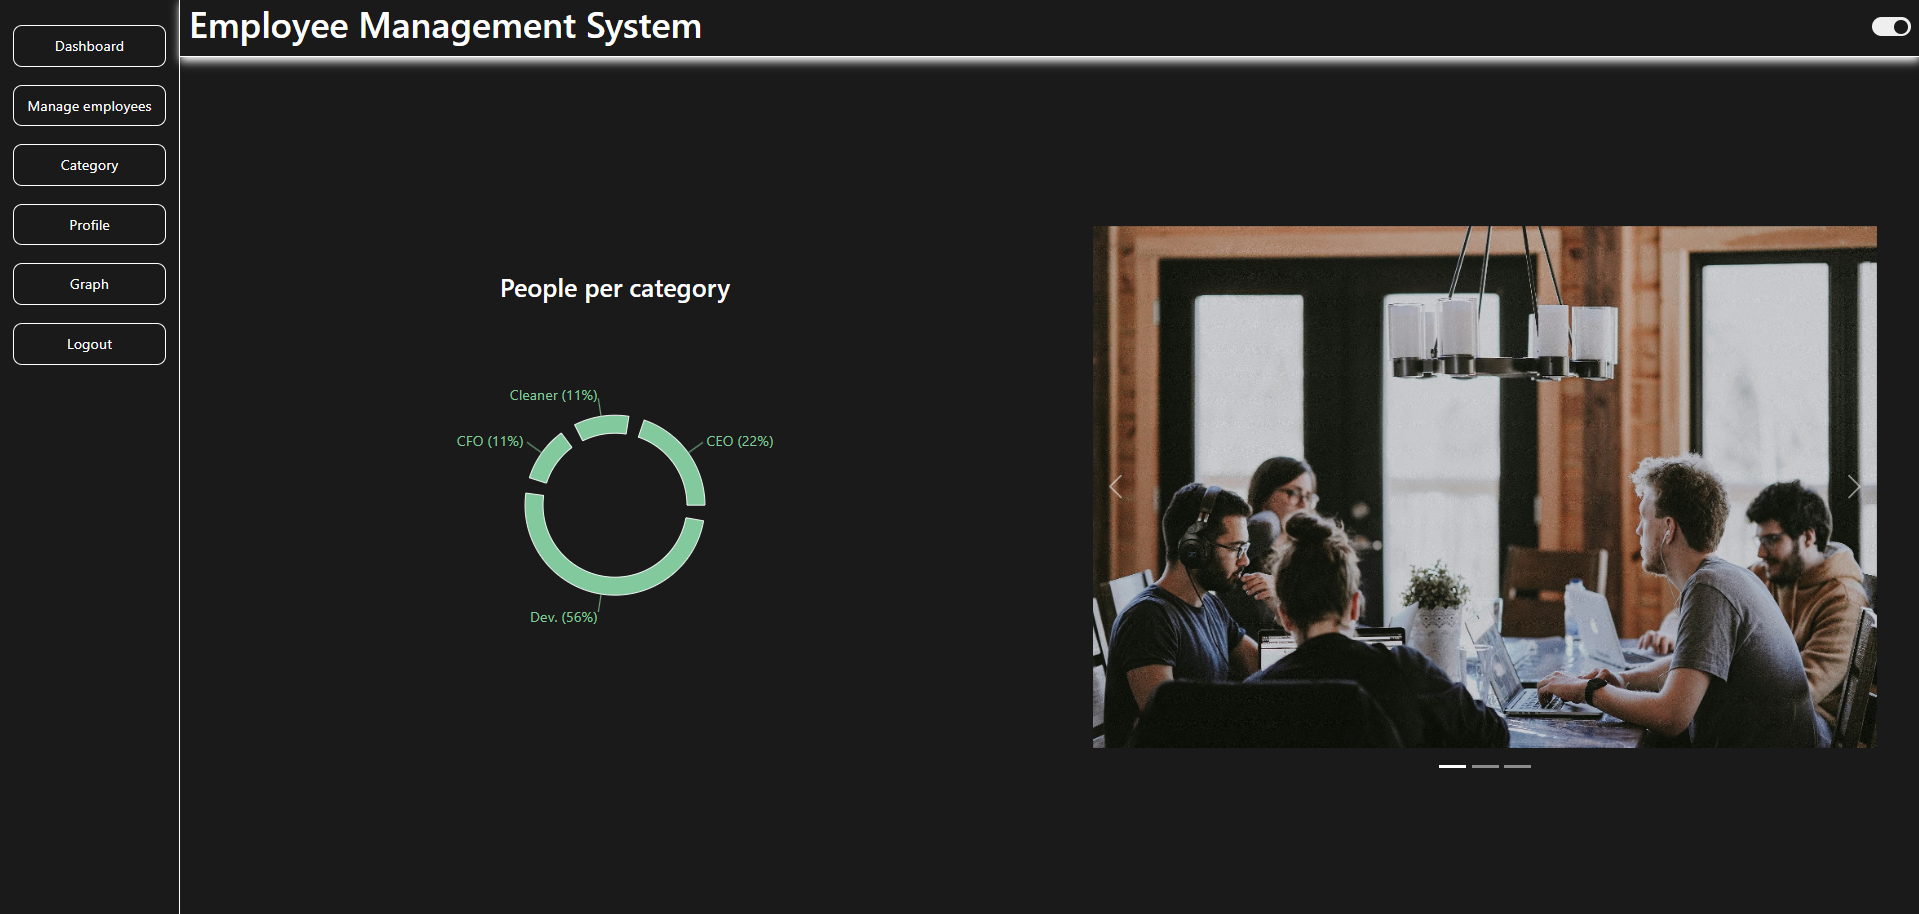 Employee Management System
Dashboard
Manage employees
Category
Profile
Graph
Logout
People per category
Cleaner (11%)
CFO (11%)
CEO (22%)
Dev. (56%)